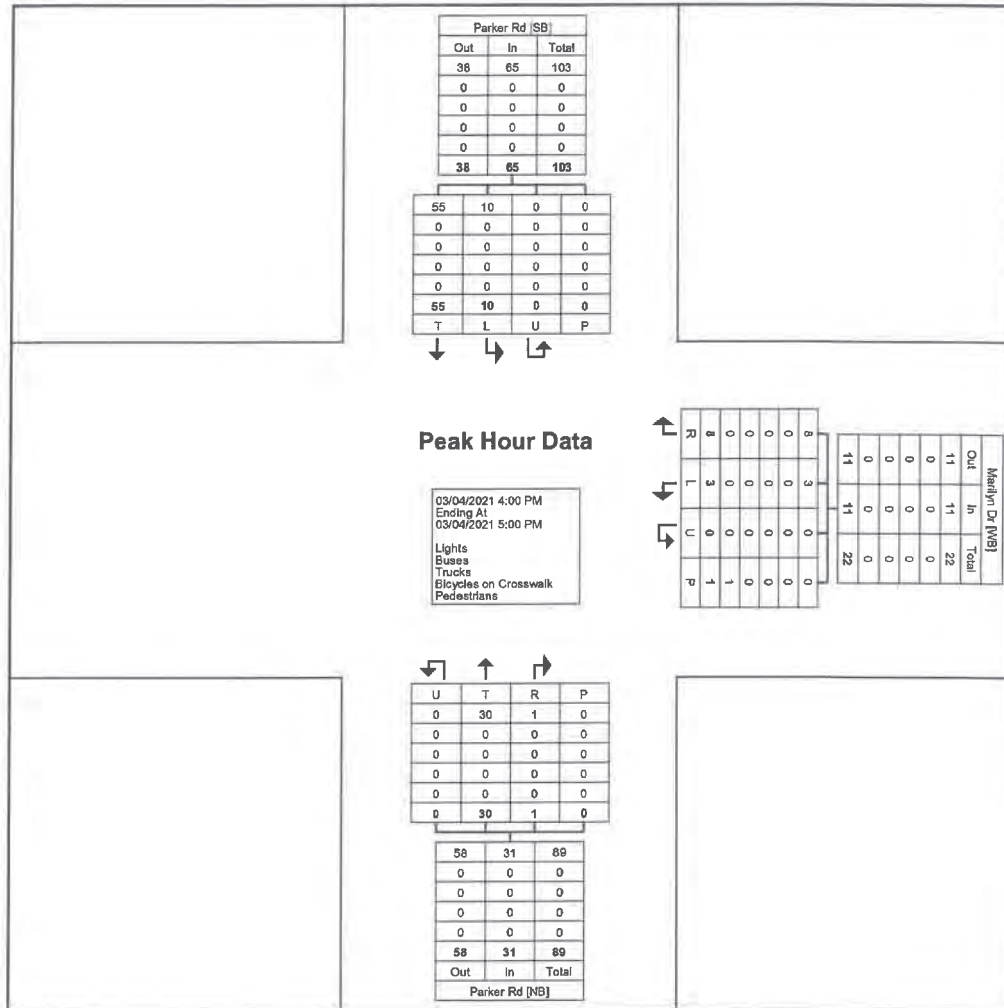 Parker Rd [SB]
Out In Total
38 65 103
0 0 0
0 0 0
0 0 0
0 0 0
38 65 103
55 10 0 0
0 0 0 0
0 0 0 0
0 0 0 0
0 0 0 0
55 10 0 0
T L U P
Peak Hour Data
03/04/2021 4:00 PM
Ending At
03/04/2021 5:00 PM
Lights
Buses
Trucks
Bicycles on Crosswalk
Pedestrians
Marilyn Dr [WB]
Out In Total
11 11 22
0 0 0
0 0 0
0 0 0
0 0 0
11 11 22
8 3 0 0
0 0 0 0
0 0 0 0
0 0 0 0
0 0 0 1
8 3 0 1
R L U P
U T R P
0 30 1 0
0 0 0 0
0 0 0 0
0 0 0 0
0 0 0 0
0 30 1 0
58 31 89
0 0 0
0 0 0
0 0 0
0 0 0
58 31 89
Out In Total
Parker Rd [NB]